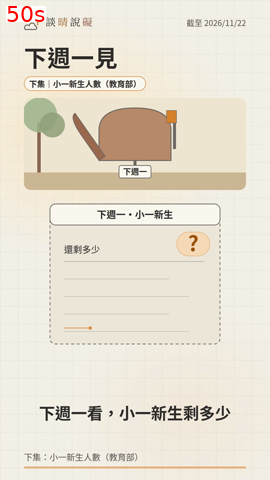 50s
談晴說礙
截至 2026/11/22
下週一見
下集｜小一新生人數（教育部）
下週一
下週一・小一新生
還剩多少
?
下週一看，小一新生剩多少
下集：小一新生人數（教育部）